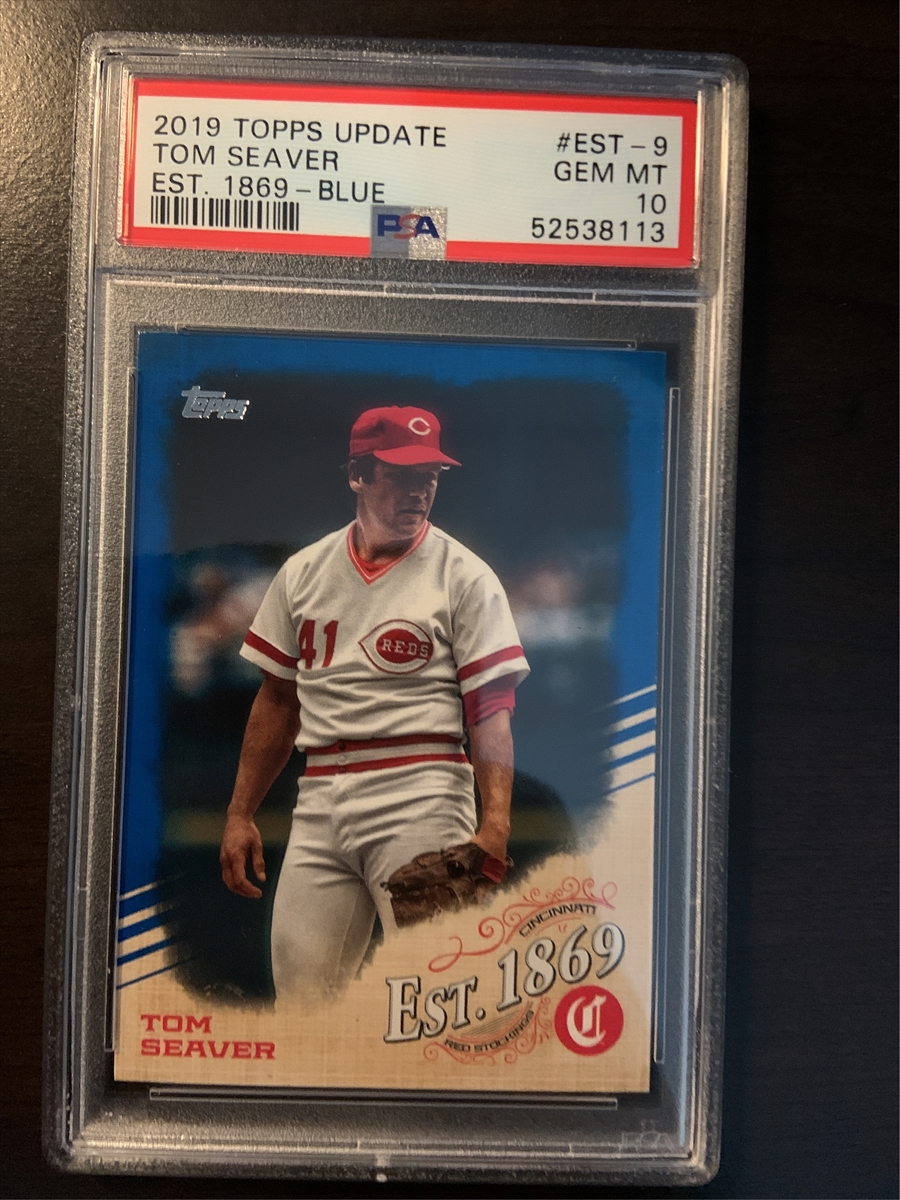 2019 TOPPS UPDATE
#EST - 9
TOM SEAVER
GEM MT
EST. 1869 - BLUE
10
PSA
52538113
Topps
C
41
REDS
CINCINNATI
EST. 1869
RED STOCKINGS
C
TOM
SEAVER
PSA